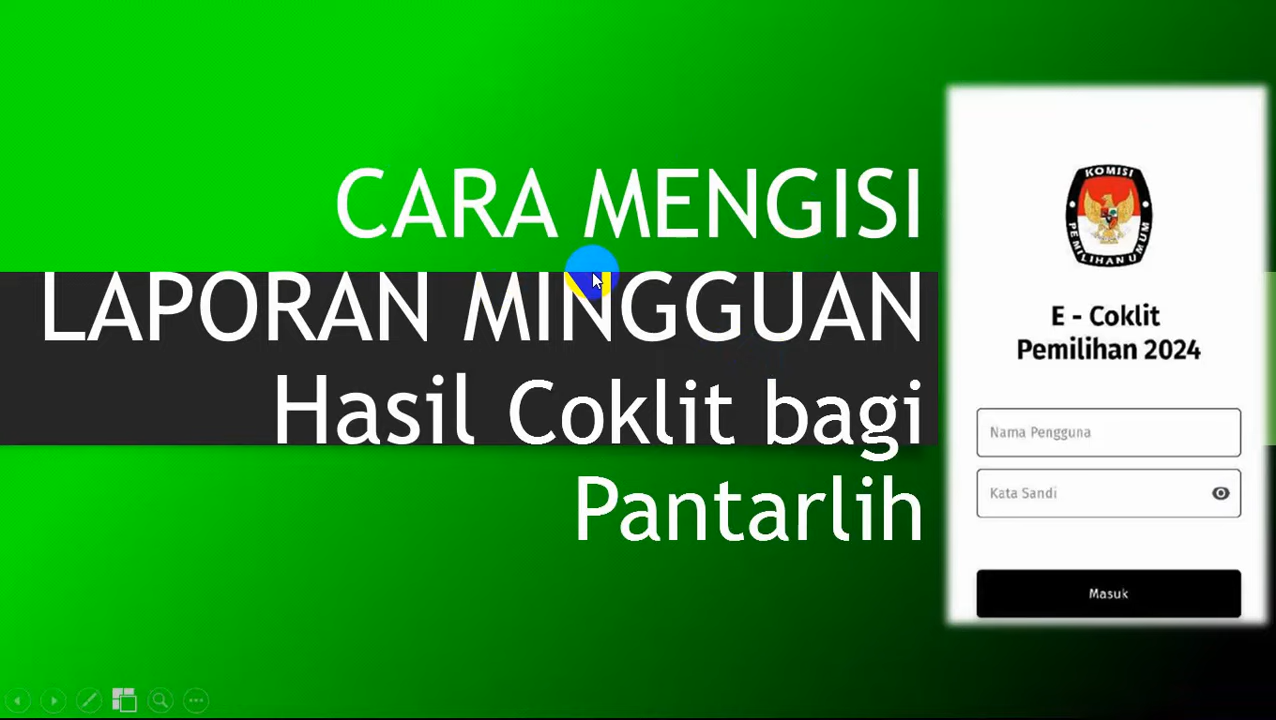 CARA MENGISI
LAPORAN MINGGUAN
Hasil Coklit bagi
Pantarlih
KOMISI
PEMILIHAN UMUM
E - Coklit
Pemilihan 2024
Nama Pengguna
Kata Sandi
Masuk